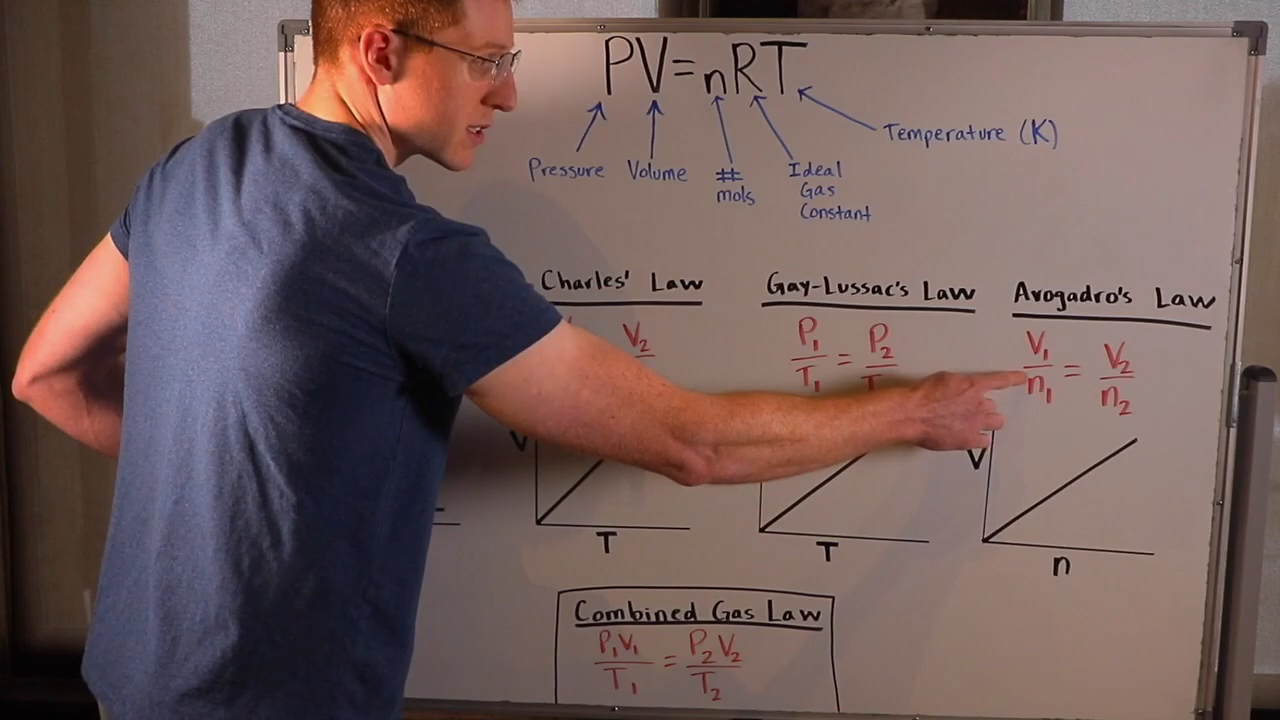 PV=nRT
Temperature (K)
Pressure Volume # mols Ideal Gas Constant
Charles' Law
V₂
V
T
Gay-Lussac's Law
P₁/T₁ = P₂/T
T
Avogadro's Law
V₁/n₁ = V₂/n₂
V
n
Combined Gas Law
P₁V₁/T₁ = P₂V₂/T₂